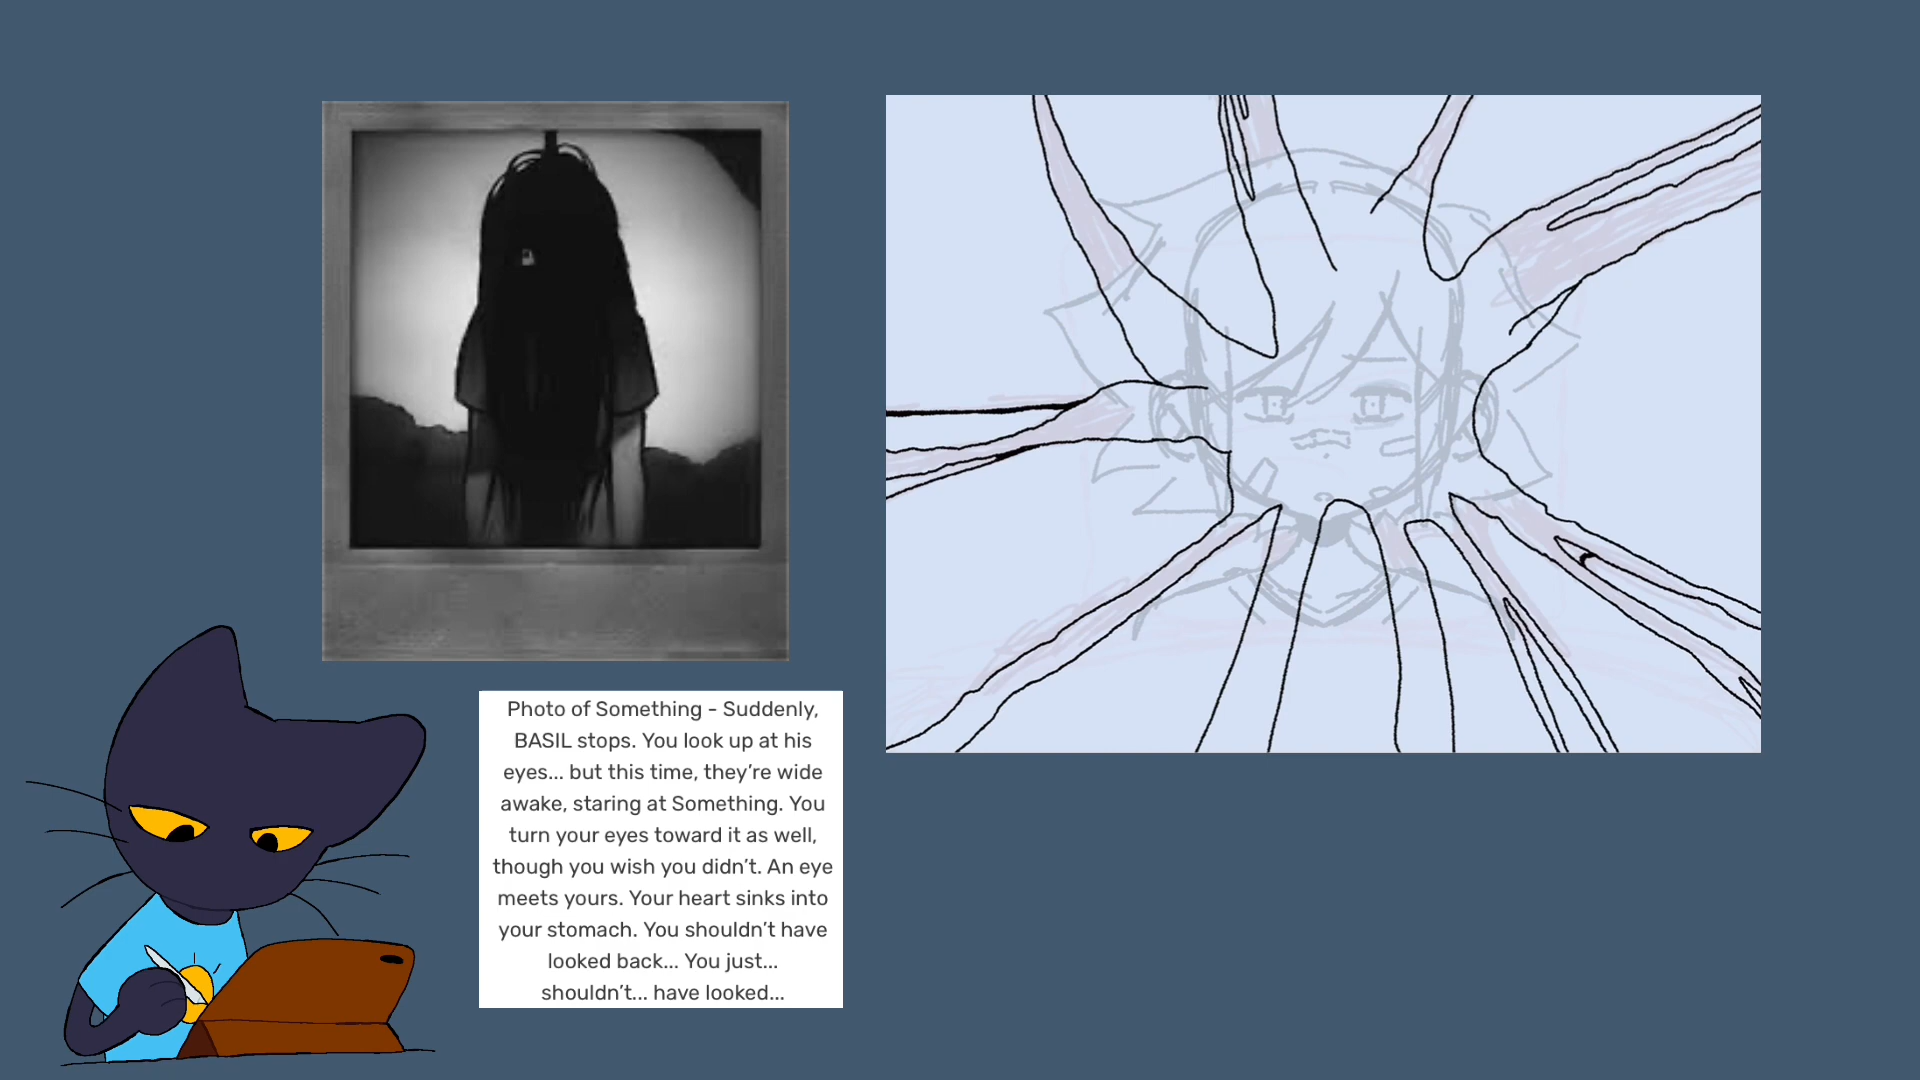 Photo of Something - Suddenly,
BASIL stops. You look up at his
eyes... but this time, they’re wide
awake, staring at Something. You
turn your eyes toward it as well,
though you wish you didn’t. An eye
meets yours. Your heart sinks into
your stomach. You shouldn’t have
looked back... You just...
shouldn’t... have looked...